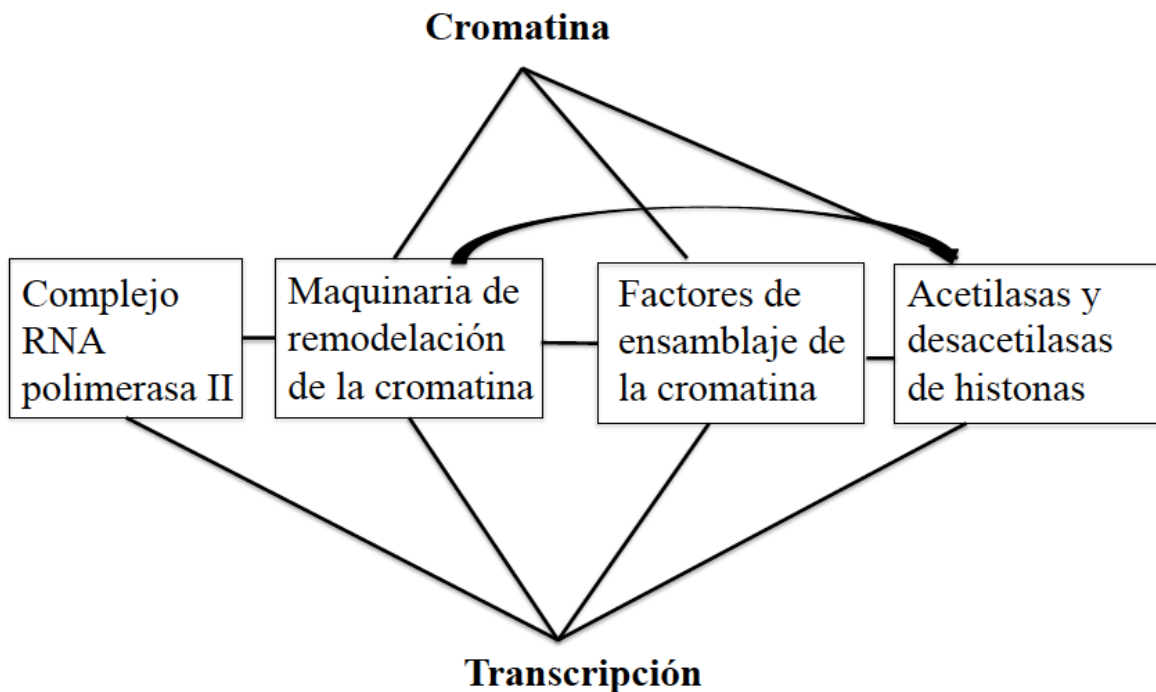 Cromatina
Complejo
RNA
polimerasa II
Maquinaria de
remodelación
de la cromatina
Factores de
ensamblaje de
la cromatina
Acetilasas y
desacetilasas
de histonas
Transcripción